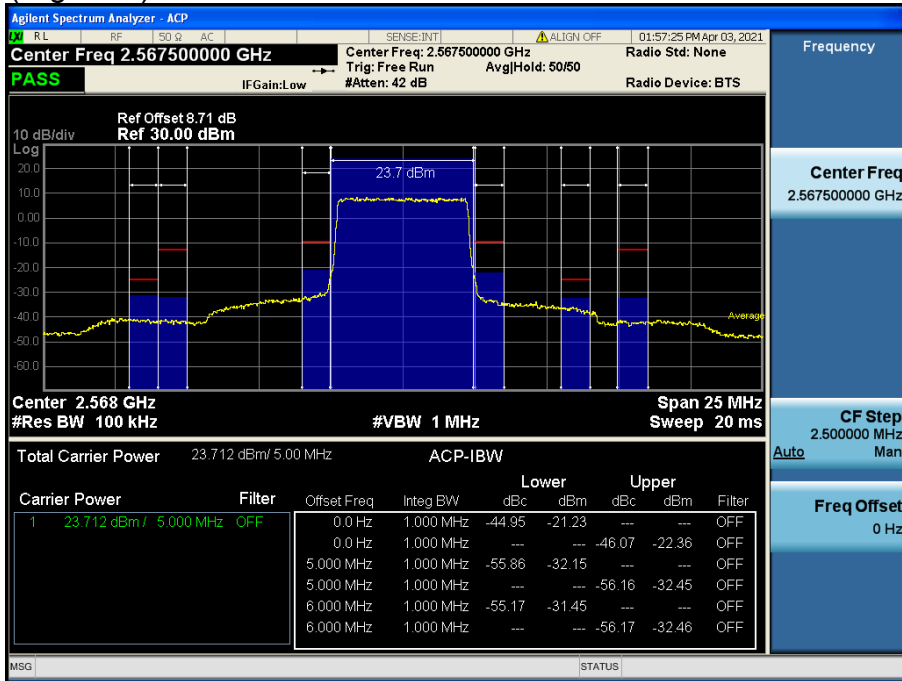 Agilent Spectrum Analyzer - ACP
LXI RL RF 50 Ω AC SENSE:INT ALIGN OFF 01:57:25 PM Apr 03, 2021
Center Freq 2.567500000 GHz
Center Freq: 2.567500000 GHz
Radio Std: None
Trig: Free Run Avg|Hold: 50/50
PASS
IFGain:Low
#Atten: 42 dB
Radio Device: BTS
Ref Offset 8.71 dB
10 dB/div Ref 30.00 dBm
Log
20.0
10.0
0.00
-10.0
-20.0
-30.0
-40.0
-50.0
-60.0
23.7 dBm
Average
Center 2.568 GHz Span 25 MHz
#Res BW 100 kHz #VBW 1 MHz Sweep 20 ms
Total Carrier Power 23.712 dBm/ 5.00 MHz ACP-IBW
Lower Upper
Carrier Power Filter
1 23.712 dBm / 5.000 MHz OFF
Offset Freq Integ BW dBc dBm dBc dBm Filter
0.0 Hz 1.000 MHz -44.95 -21.23 --- --- OFF
0.0 Hz 1.000 MHz --- --- -46.07 -22.36 OFF
5.000 MHz 1.000 MHz -55.86 -32.15 --- --- OFF
5.000 MHz 1.000 MHz --- --- -56.16 -32.45 OFF
6.000 MHz 1.000 MHz -55.17 -31.45 --- --- OFF
6.000 MHz 1.000 MHz --- --- -56.17 -32.46 OFF
MSG STATUS
Frequency
Center Freq
2.567500000 GHz
CF Step
2.500000 MHz
Auto Man
Freq Offset
0 Hz